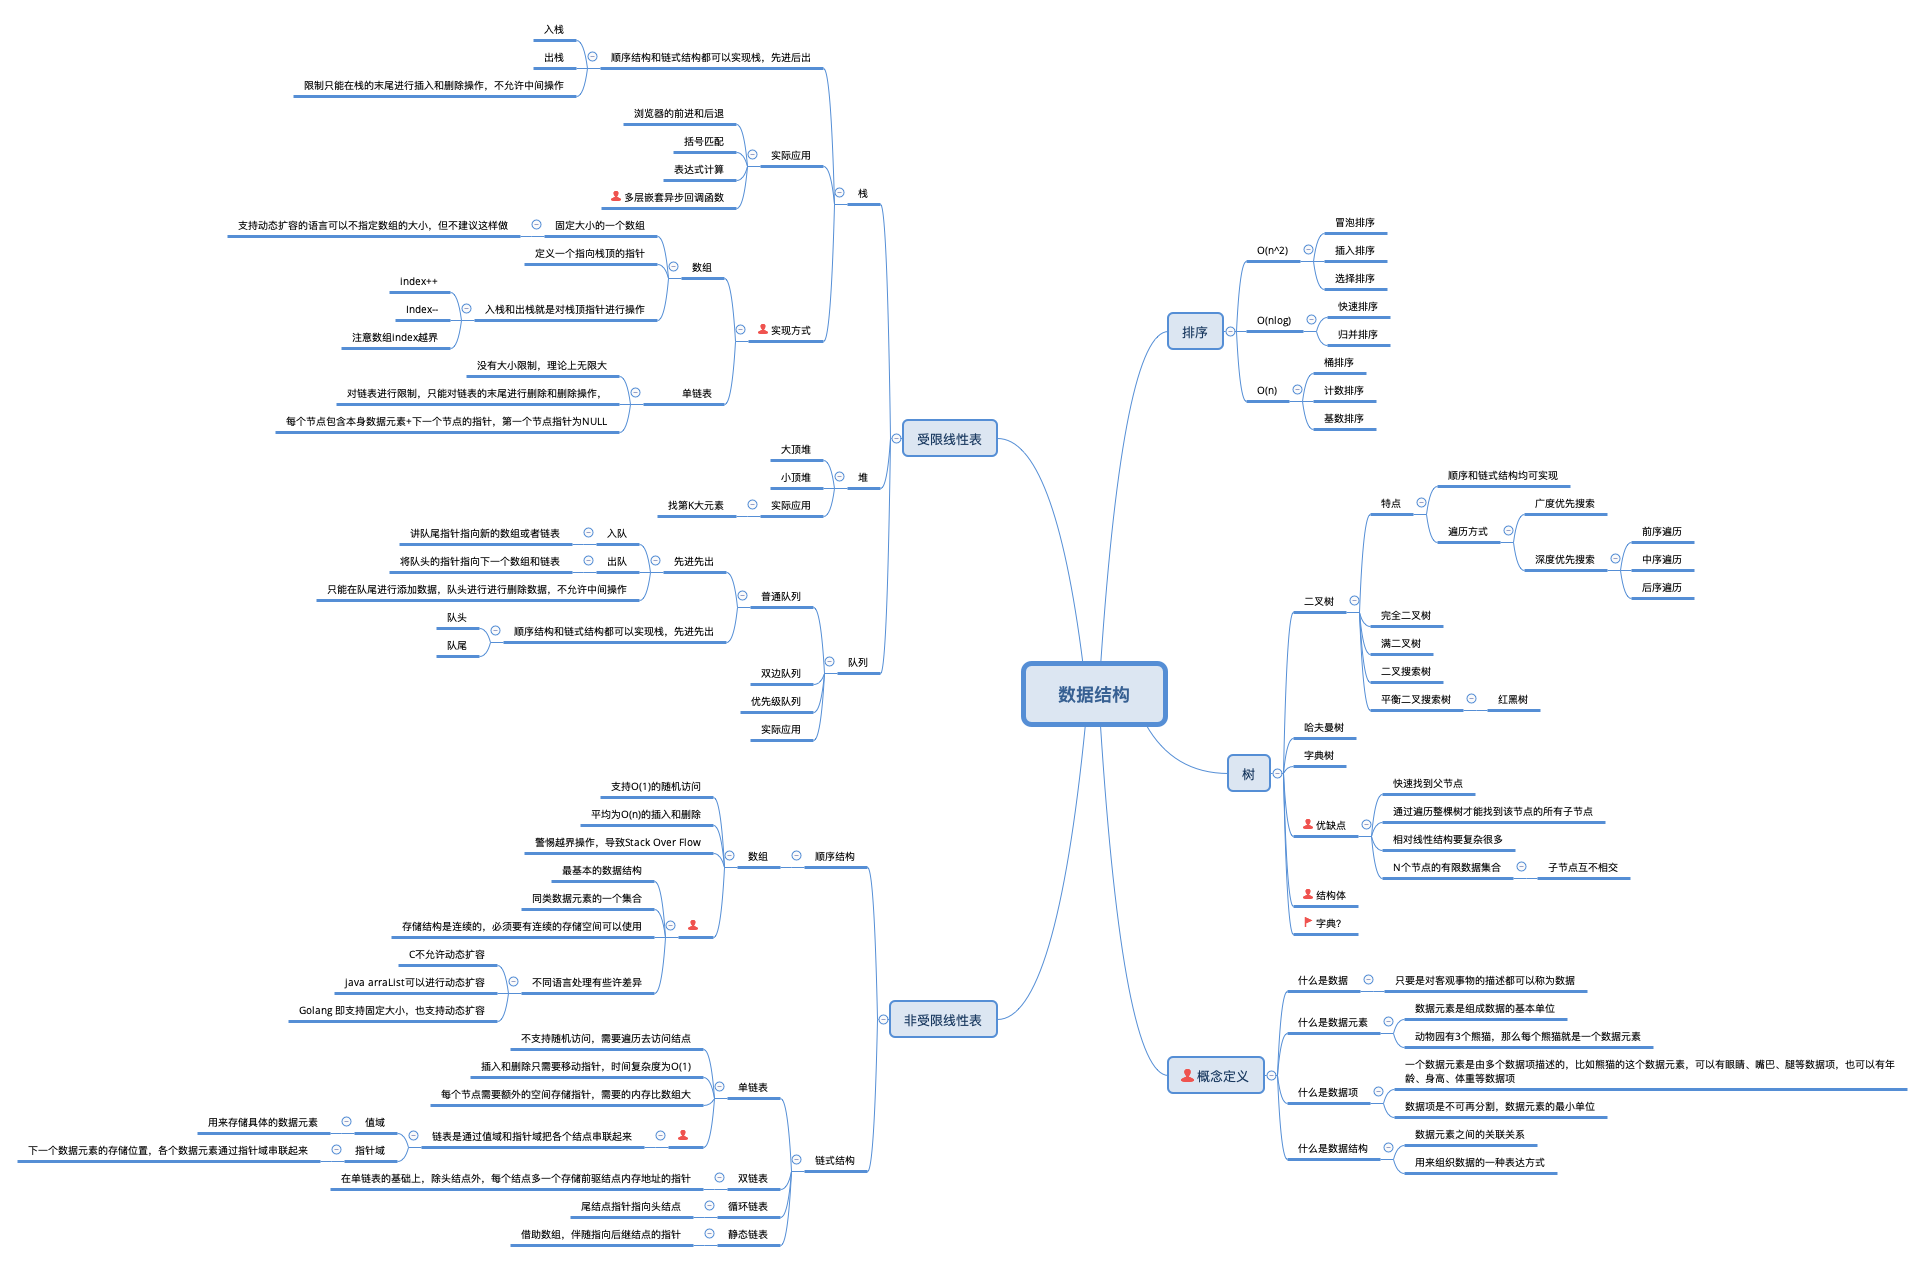 数据结构
受限线性表
栈
顺序结构和链式结构都可以实现栈，先进后出
入栈
出栈
限制只能在栈的末尾进行插入和删除操作，不允许中间操作
实际应用
浏览器的前进和后退
括号匹配
表达式计算
多层嵌套异步回调函数
实现方式
数组
固定大小的一个数组
支持动态扩容的语言可以不指定数组的大小，但不建议这样做
定义一个指向栈顶的指针
入栈和出栈就是对栈顶指针进行操作
index++
Index--
注意数组index越界
单链表
没有大小限制，理论上无限大
对链表进行限制，只能对链表的末尾进行删除和删除操作，
每个节点包含本身数据元素+下一个节点的指针，第一个节点指针为NULL
堆
大顶堆
小顶堆
实际应用
找第K大元素
队列
普通队列
先进先出
入队
讲队尾指针指向新的数组或者链表
出队
将队头的指针指向下一个数组和链表
只能在队尾进行添加数据，队头进行进行删除数据，不允许中间操作
顺序结构和链式结构都可以实现栈，先进先出
队头
队尾
双边队列
优先级队列
实际应用
非受限线性表
顺序结构
数组
支持O(1)的随机访问
平均为O(n)的插入和删除
警惕越界操作，导致Stack Over Flow
最基本的数据结构
同类数据元素的一个集合
存储结构是连续的，必须要有连续的存储空间可以使用
不同语言处理有些许差异
C不允许动态扩容
java arraList可以进行动态扩容
Golang 即支持固定大小，也支持动态扩容
链式结构
单链表
不支持随机访问，需要遍历去访问结点
插入和删除只需要移动指针，时间复杂度为O(1)
每个节点需要额外的空间存储指针，需要的内存比数组大
链表是通过值域和指针域把各个结点串联起来
值域
用来存储具体的数据元素
指针域
下一个数据元素的存储位置，各个数据元素通过指针域串联起来
双链表
在单链表的基础上，除头结点外，每个结点多一个存储前驱结点内存地址的指针
循环链表
尾结点指针指向头结点
静态链表
借助数组，伴随指向后继结点的指针
排序
O(n^2)
冒泡排序
插入排序
选择排序
O(nlog)
快速排序
归并排序
O(n)
桶排序
计数排序
基数排序
树
二叉树
特点
顺序和链式结构均可实现
遍历方式
广度优先搜索
深度优先搜索
前序遍历
中序遍历
后序遍历
完全二叉树
满二叉树
二叉搜索树
平衡二叉搜索树
红黑树
哈夫曼树
字典树
优缺点
快速找到父节点
通过遍历整棵树才能找到该节点的所有子节点
相对线性结构要复杂很多
N个节点的有限数据集合
子节点互不相交
结构体
字典?
概念定义
什么是数据
只要是对客观事物的描述都可以称为数据
什么是数据元素
数据元素是组成数据的基本单位
动物园有3个熊猫，那么每个熊猫就是一个数据元素
什么是数据项
一个数据元素是由多个数据项描述的，比如熊猫的这个数据元素，可以有眼睛、嘴巴、腿等数据项，也可以有年
龄、身高、体重等数据项
数据项是不可再分割，数据元素的最小单位
什么是数据结构
数据元素之间的关联关系
用来组织数据的一种表达方式